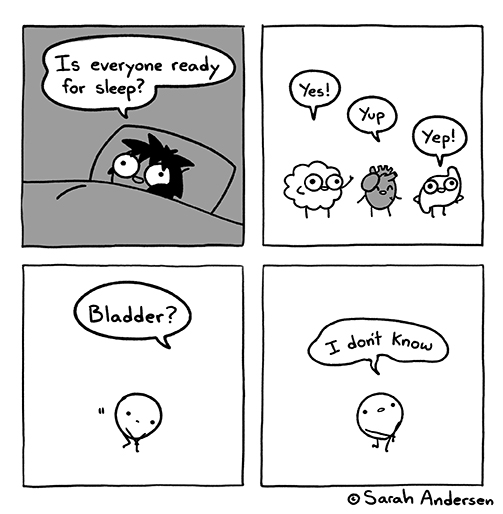 Is everyone ready
for sleep?
Yes!
Yup
Yep!
Bladder?
"
I don't know
© Sarah Andersen